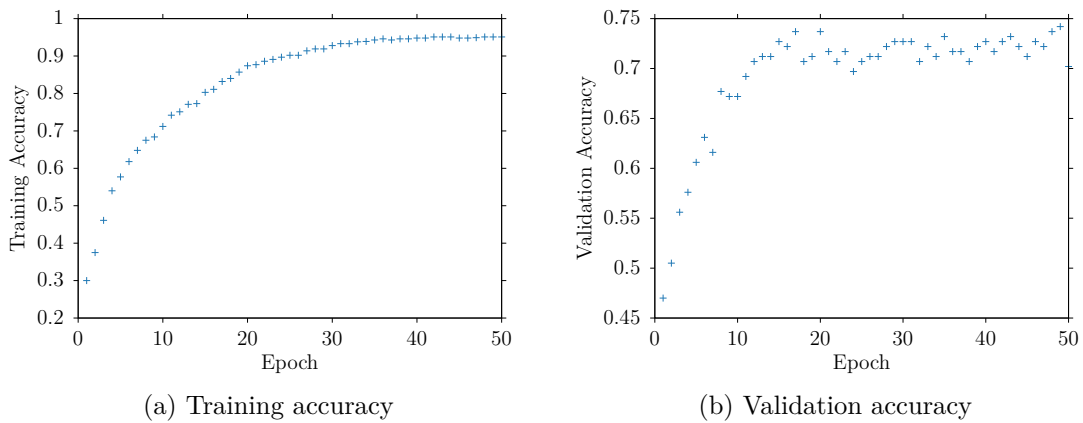 1
0.9
0.8
0.7
0.6
0.5
0.4
0.3
0.2
0 10 20 30 40 50
Training Accuracy
Epoch
(a) Training accuracy
0.75
0.7
0.65
0.6
0.55
0.5
0.45
0 10 20 30 40 50
Validation Accuracy
Epoch
(b) Validation accuracy